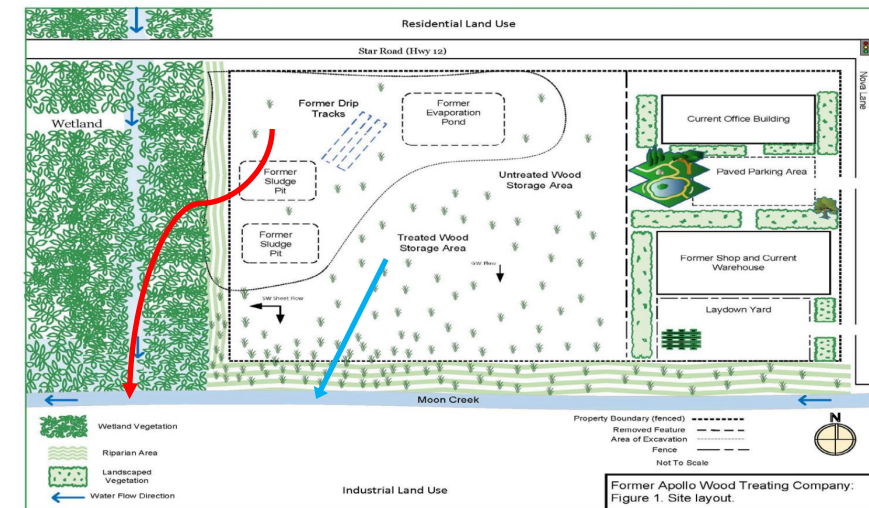 Residential Land Use
Star Road (Hwy 12)
Nova Lane
Wetland
Former Drip
Tracks
Former
Evaporation
Pond
Current Office Building
Former
Sludge
Pit
Untreated Wood
Storage Area
Paved Parking Area
Former
Sludge
Pit
Treated Wood
Storage Area
GW Flow
Former Shop and Current
Warehouse
SW Sheet Flow
Laydown Yard
Moon Creek
Wetland Vegetation
Riparian Area
Landscaped
Vegetation
Water Flow Direction
Industrial Land Use
Property Boundary (fenced)
Removed Feature
Area of Excavation
Fence
Not To Scale
N
Former Apollo Wood Treating Company:
Figure 1. Site layout.